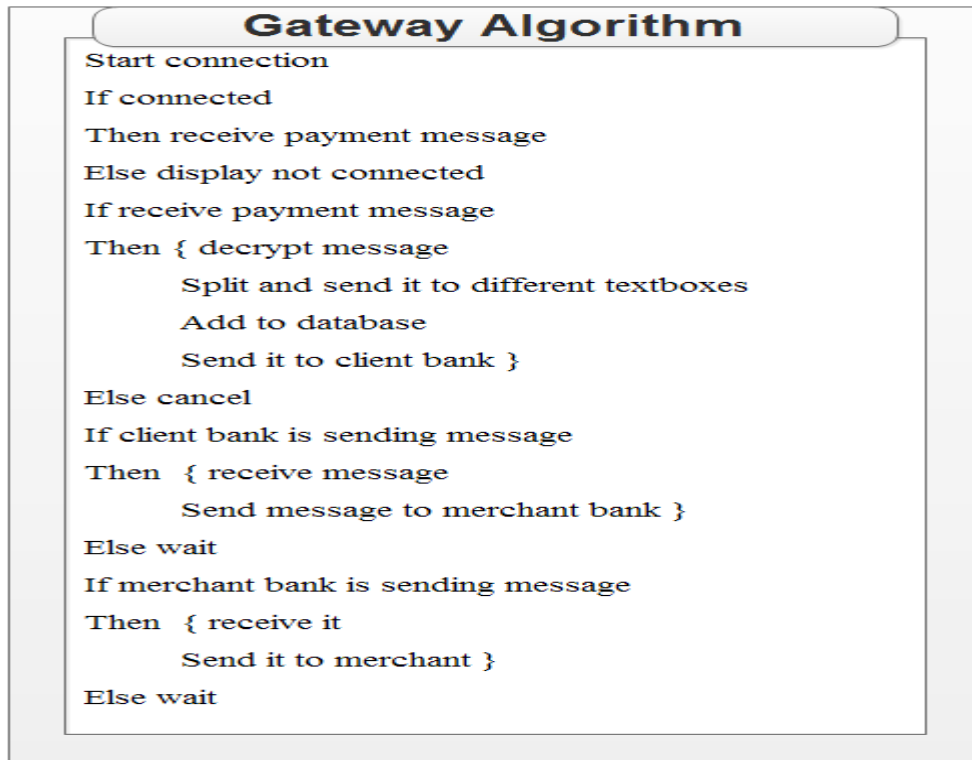 Gateway Algorithm
Start connection
If connected
Then receive payment message
Else display not connected
If receive payment message
Then { decrypt message
Split and send it to different textboxes
Add to database
Send it to client bank }
Else cancel
If client bank is sending message
Then { receive message
Send message to merchant bank }
Else wait
If merchant bank is sending message
Then { receive it
Send it to merchant }
Else wait